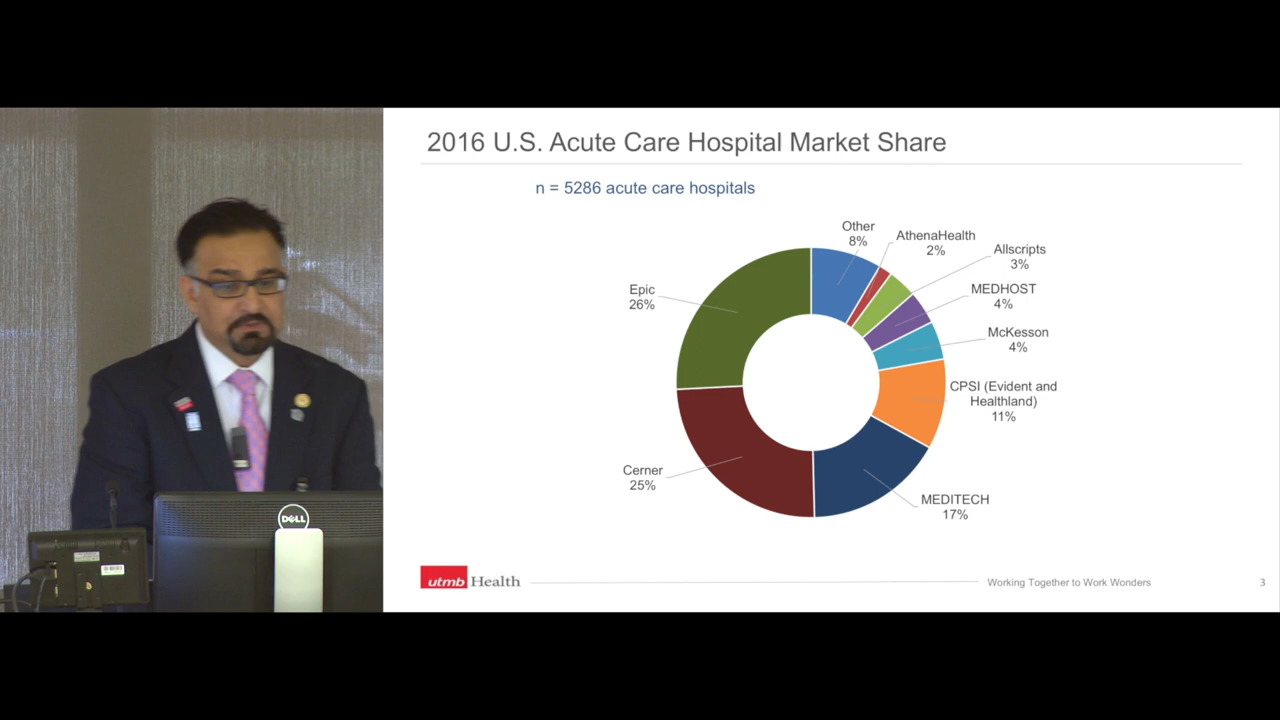 2016 U.S. Acute Care Hospital Market Share
n = 5286 acute care hospitals
Other
8%
AthenaHealth
2%
Allscripts
3%
MEDHOST
4%
McKesson
4%
CPSI (Evident and
Healthland)
11%
MEDITECH
17%
Cerner
25%
Epic
26%
DELL
utmb Health
Working Together to Work Wonders
3